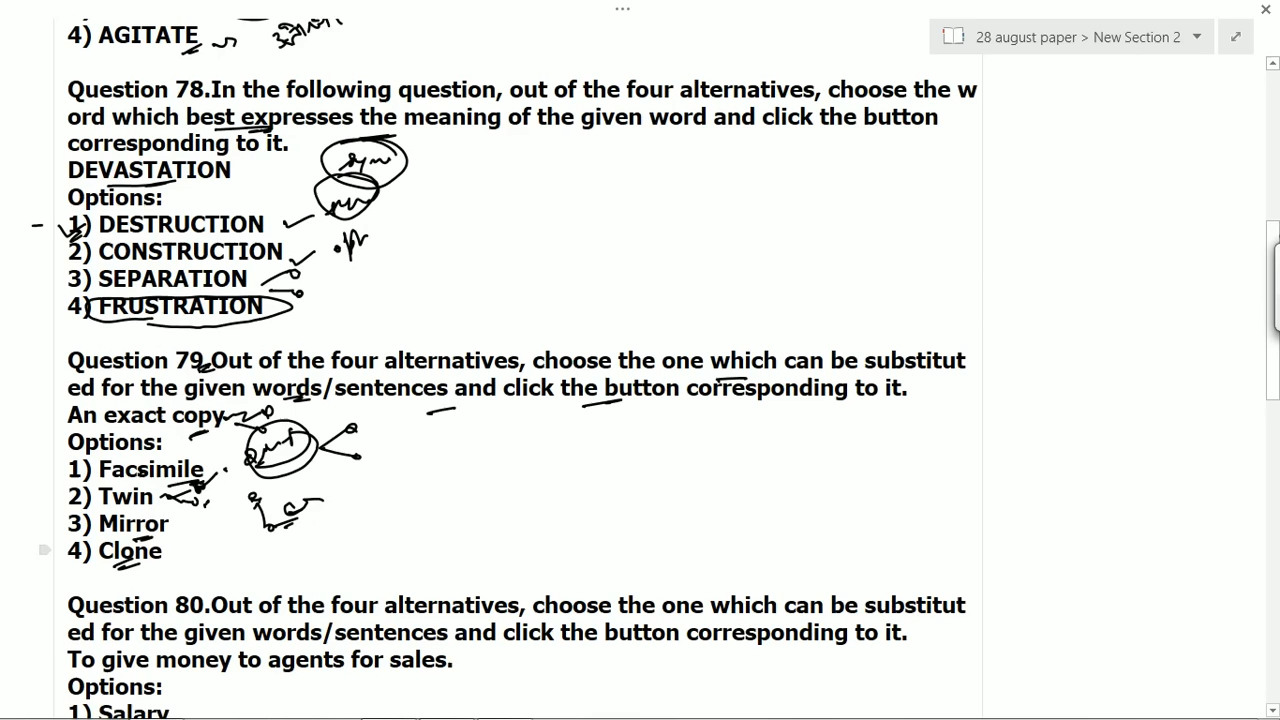 4) AGITATE
28 august paper > New Section 2
Question 78.In the following question, out of the four alternatives, choose the w
ord which best expresses the meaning of the given word and click the button
corresponding to it.
DEVASTATION
Options:
1) DESTRUCTION
2) CONSTRUCTION
3) SEPARATION
4) FRUSTRATION
Question 79.Out of the four alternatives, choose the one which can be substitut
ed for the given words/sentences and click the button corresponding to it.
An exact copy
Options:
1) Facsimile
2) Twin
3) Mirror
4) Clone
Question 80.Out of the four alternatives, choose the one which can be substitut
ed for the given words/sentences and click the button corresponding to it.
To give money to agents for sales.
Options:
1) Salary